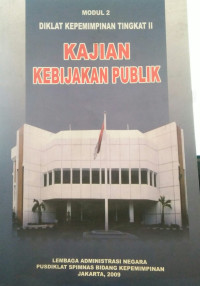 MODUL 2
DIKLAT KEPEMIMPINAN TINGKAT II
KAJIAN
KEBIJAKAN PUBLIK
LEMBAGA ADMINISTRASI NEGARA
PUSDIKLAT SPIMNAS BIDANG KEPEMIMPINAN
JAKARTA, 2009